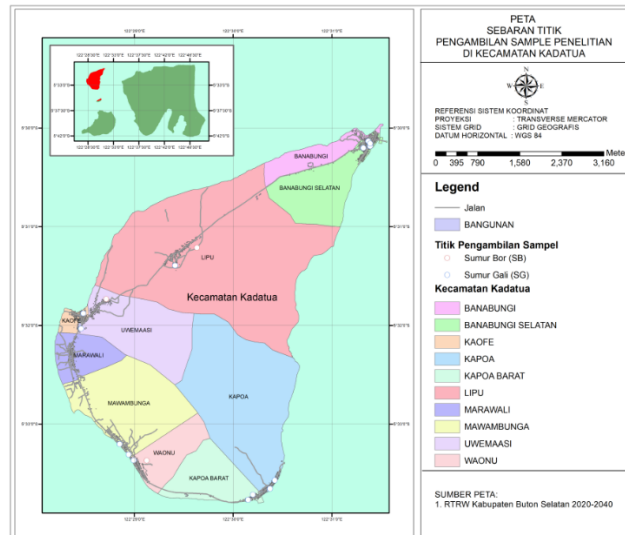 PETA
SEBARAN TITIK
PENGAMBILAN SAMPLE PENELITIAN
DI KECAMATAN KADATUA
N
W E
S
REFERENSI SISTEM KOORDINAT
PROYEKSI : TRANSVERSE MERCATOR
SISTEM GRID : GRID GEOGRAFIS
DATUM HORIZONTAL : WGS 84
Mete
0 395 790 1,580 2,370 3,160
Legend
Jalan
BANGUNAN
Titik Pengambilan Sampel
Sumur Bor (SB)
Sumur Gali (SG)
Kecamatan Kadatua
BANABUNGI
BANABUNGI SELATAN
KAOFE
KAPOA
KAPOA BARAT
LIPU
MARAWALI
MAWAMBUNGA
UWEMAASI
WAONU
SUMBER PETA:
1. RTRW Kabupaten Buton Selatan 2020-2040
BANABUNGI
BANABUNGI SELATAN
LIPU
Kecamatan Kadatua
KAOFE
UWEMAASI
MARAWALI
MAWAMBUNGA
KAPOA
WAONU
KAPOA BARAT